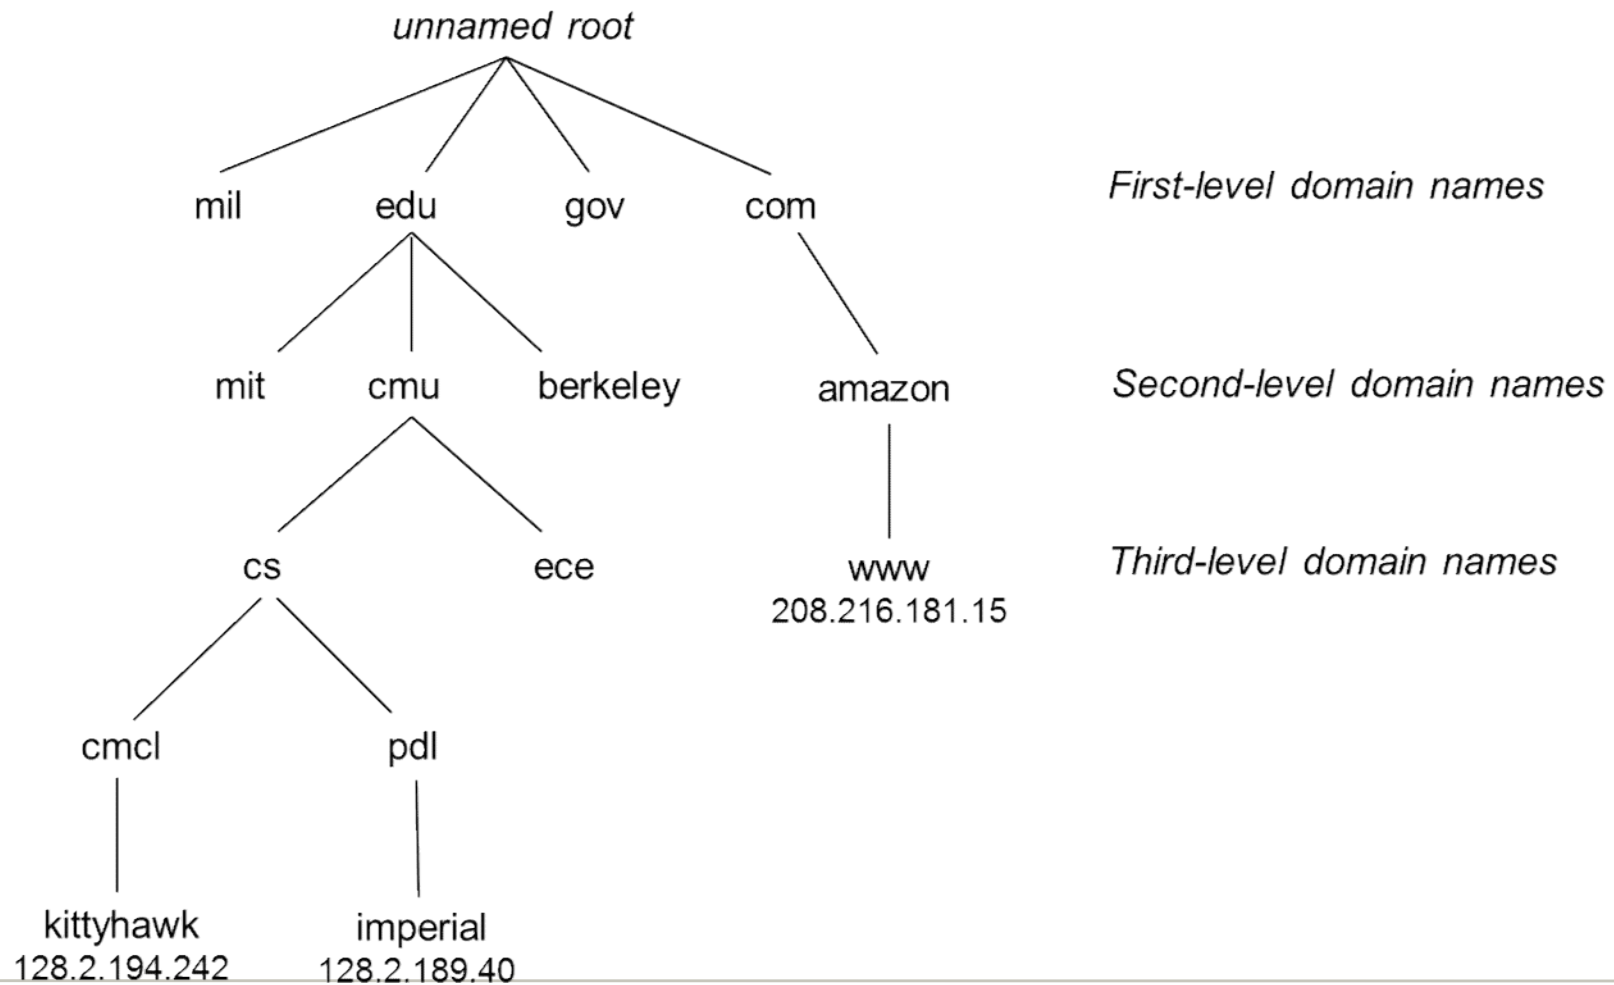 unnamed root
mil edu gov com First-level domain names
mit cmu berkeley amazon Second-level domain names
cs ece www Third-level domain names
208.216.181.15
cmcl pdl
kittyhawk imperial
128.2.194.242 128.2.189.40